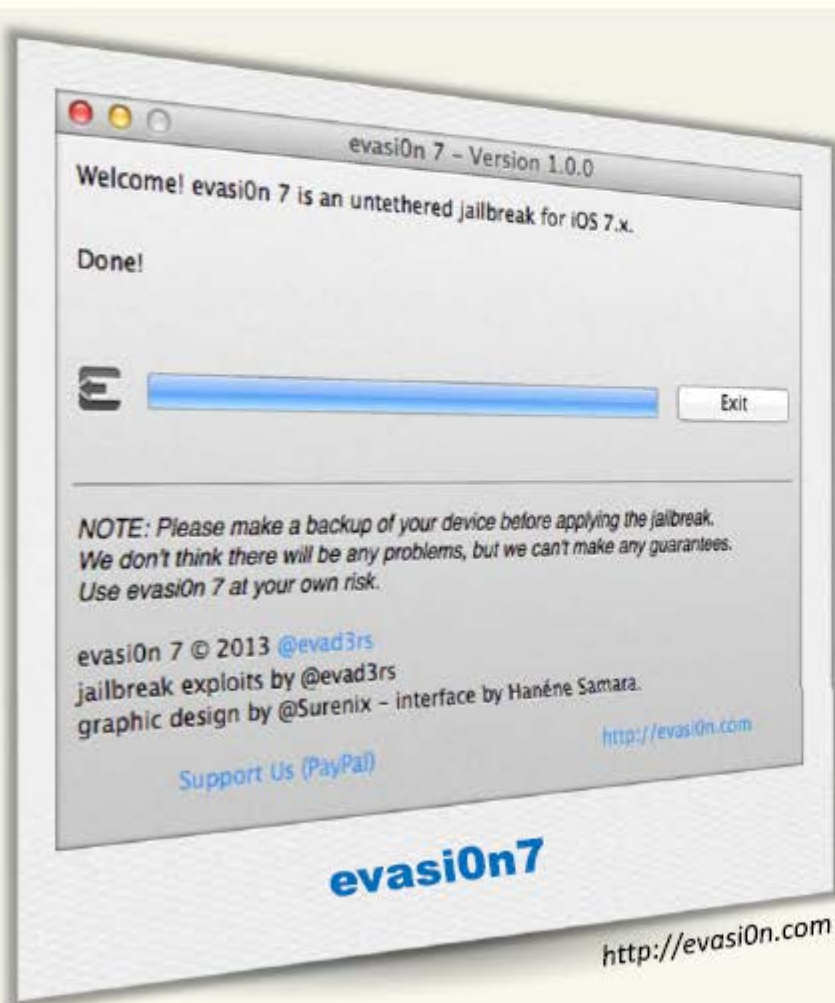 evasi0n 7 – Version 1.0.0
Welcome! evasi0n 7 is an untethered jailbreak for iOS 7.x.
Done!
Exit
NOTE: Please make a backup of your device before applying the jailbreak.
We don't think there will be any problems, but we can't make any guarantees.
Use evasi0n 7 at your own risk.
evasi0n 7 © 2013 @evad3rs
jailbreak exploits by @evad3rs
graphic design by @Surenix – interface by Hanéne Samara.
Support Us (PayPal)
http://evasi0n.com
evasi0n7
http://evasi0n.com